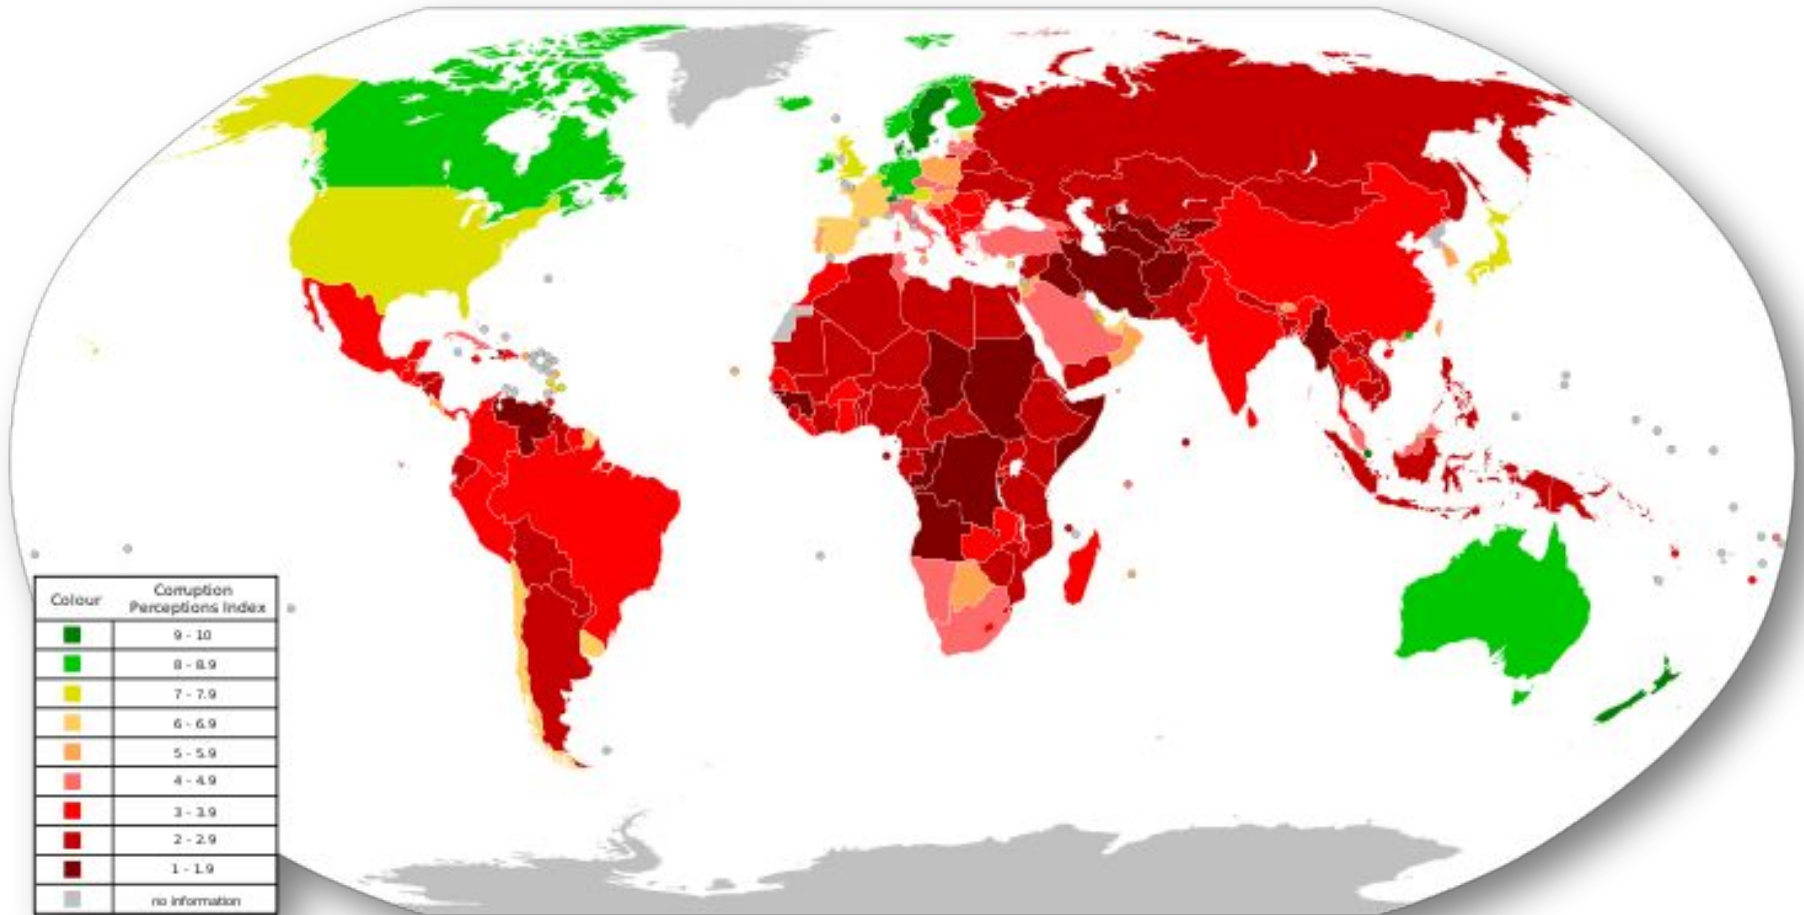 Colour
Corruption
Perceptions Index
9 - 10
8 - 8.9
7 - 7.9
6 - 6.9
5 - 5.9
4 - 4.9
3 - 3.9
2 - 2.9
1 - 1.9
no information